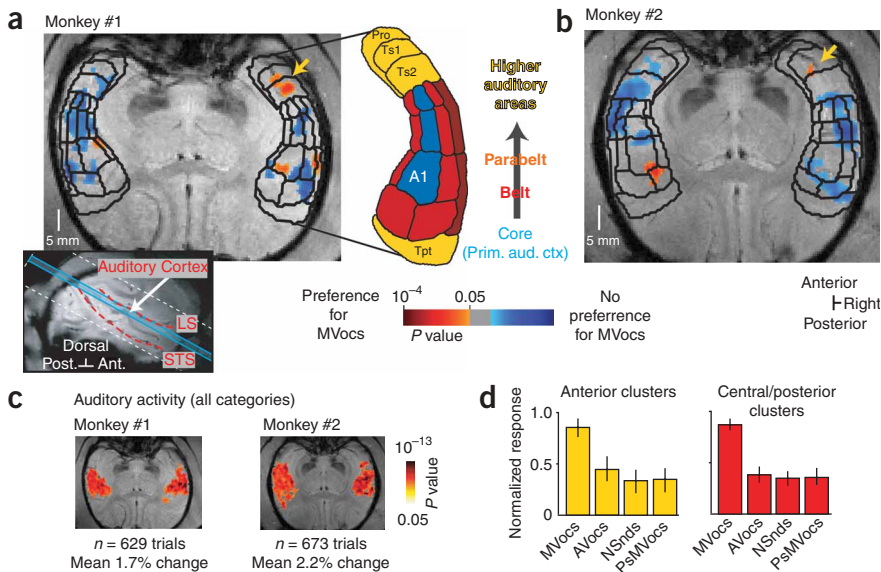 a
Monkey #1
Pro
Ts1
Ts2
A1
Tpt
Higher
auditory
areas
Parabelt
Belt
Core
(Prim. aud. ctx)
5 mm
b
Monkey #2
5 mm
Auditory Cortex
LS
STS
Dorsal
Post. Ant.
Preference
for
MVocs
10⁻⁴ 0.05
P value
No
preferrence
for MVocs
Anterior
Right
Posterior
c
Auditory activity (all categories)
Monkey #1
n = 629 trials
Mean 1.7% change
Monkey #2
n = 673 trials
Mean 2.2% change
10⁻¹³
P value
0.05
d
Anterior clusters
Central/posterior
clusters
Normalized response
1.0
0.5
0
MVocs
AVocs
NSnds
PsMVocs
MVocs
AVocs
NSnds
PsMVocs